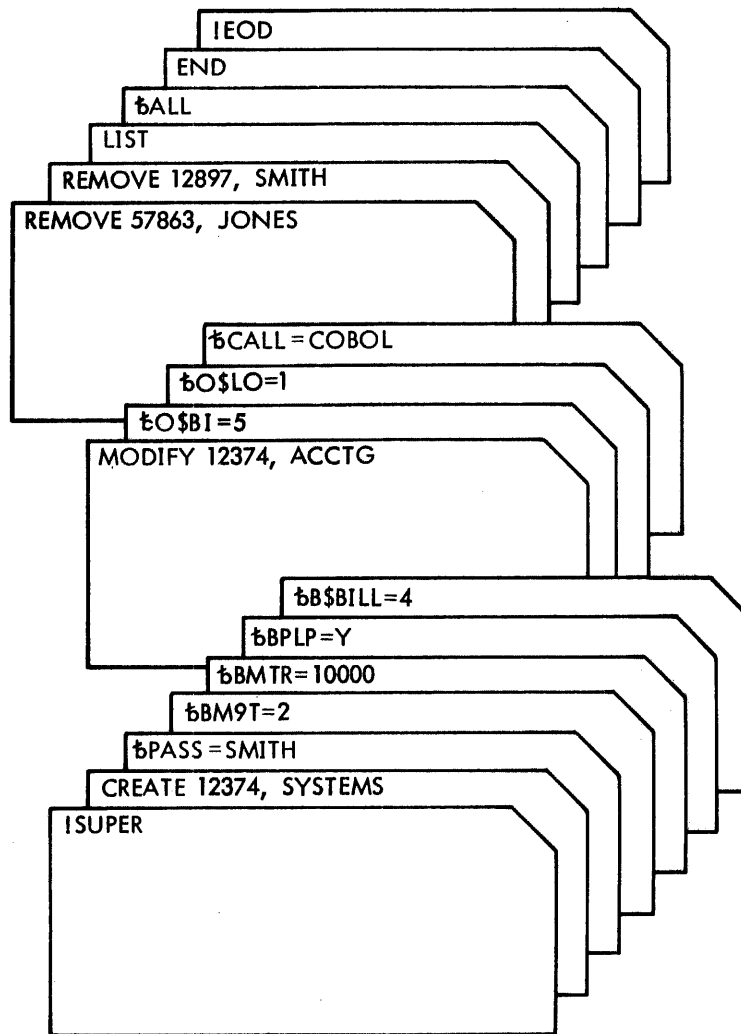 !EOD
END
ƀALL
LIST
REMOVE 12897, SMITH
REMOVE 57863, JONES
ƀCALL=COBOL
ƀO$LO=1
ƀO$BI=5
MODIFY 12374, ACCTG
ƀB$BILL=4
ƀBPLP=Y
ƀBMTR=10000
ƀBM9T=2
ƀPASS=SMITH
CREATE 12374, SYSTEMS
!SUPER